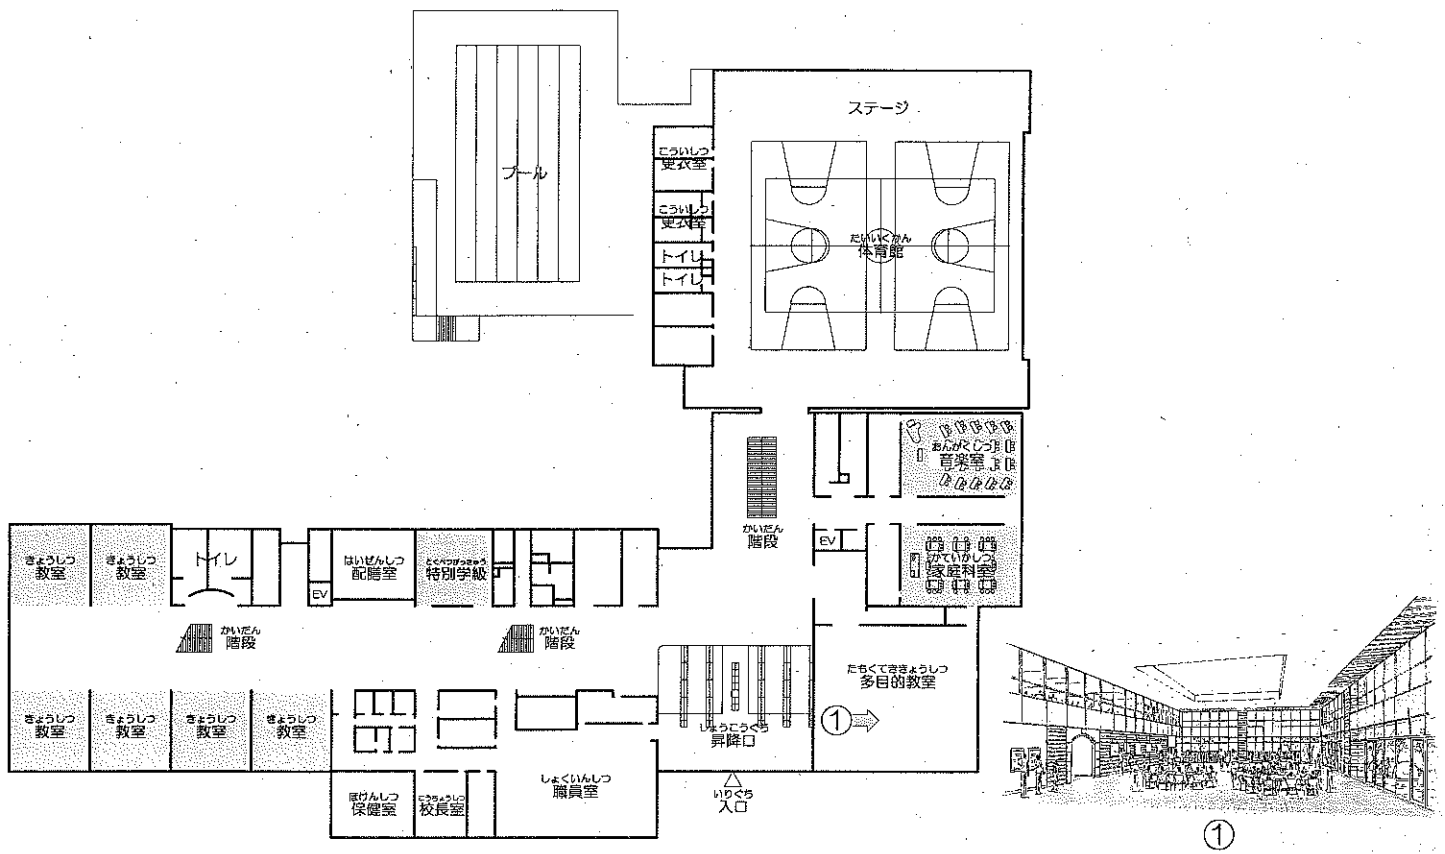 ステージ
プール
こういしつ
更衣室
こういしつ
更衣室
トイレ
トイレ
たいいくかん
体育館
おんがくしつ
音楽室
かいだん
階段
EV
かていかしつ
家庭科室
きょうしつ
教室
きょうしつ
教室
トイレ
EV
はいぜんしつ
配膳室
とくべつがっきゅう
特別学級
かいだん
階段
かいだん
階段
たもくてききょうしつ
多目的教室
きょうしつ
教室
きょうしつ
教室
きょうしつ
教室
きょうしつ
教室
①
しょうこうぐち
昇降口
しょくいんしつ
職員室
ほけんしつ
保健室
こうちょうしつ
校長室
いりぐち
入口
①